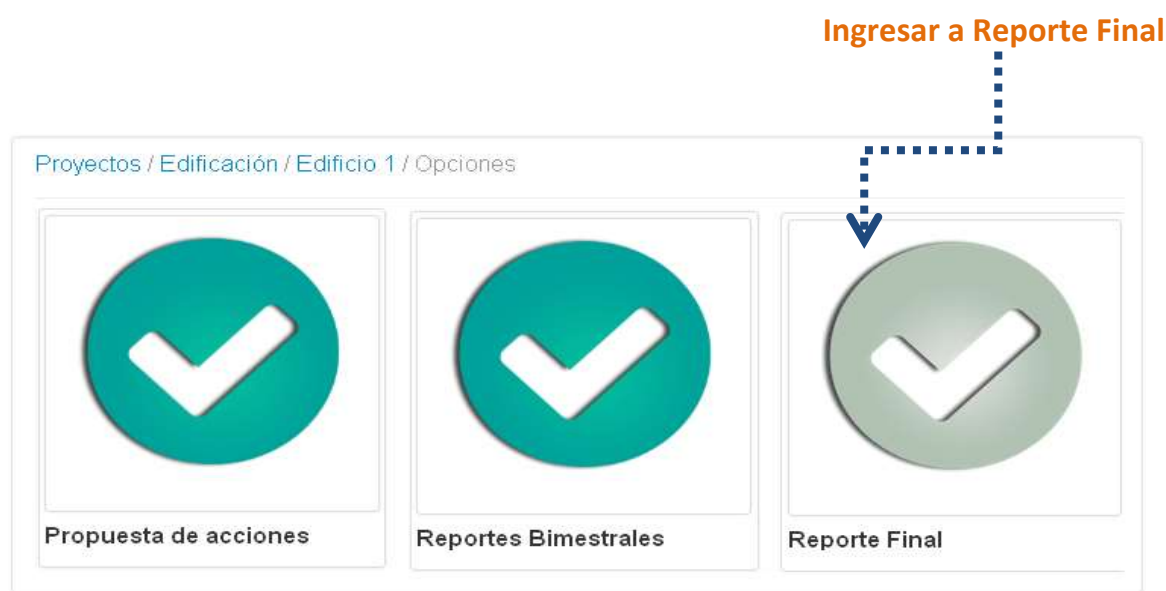 Ingresar a Reporte Final
Proyectos / Edificación / Edificio 1 / Opciones
Propuesta de acciones
Reportes Bimestrales
Reporte Final